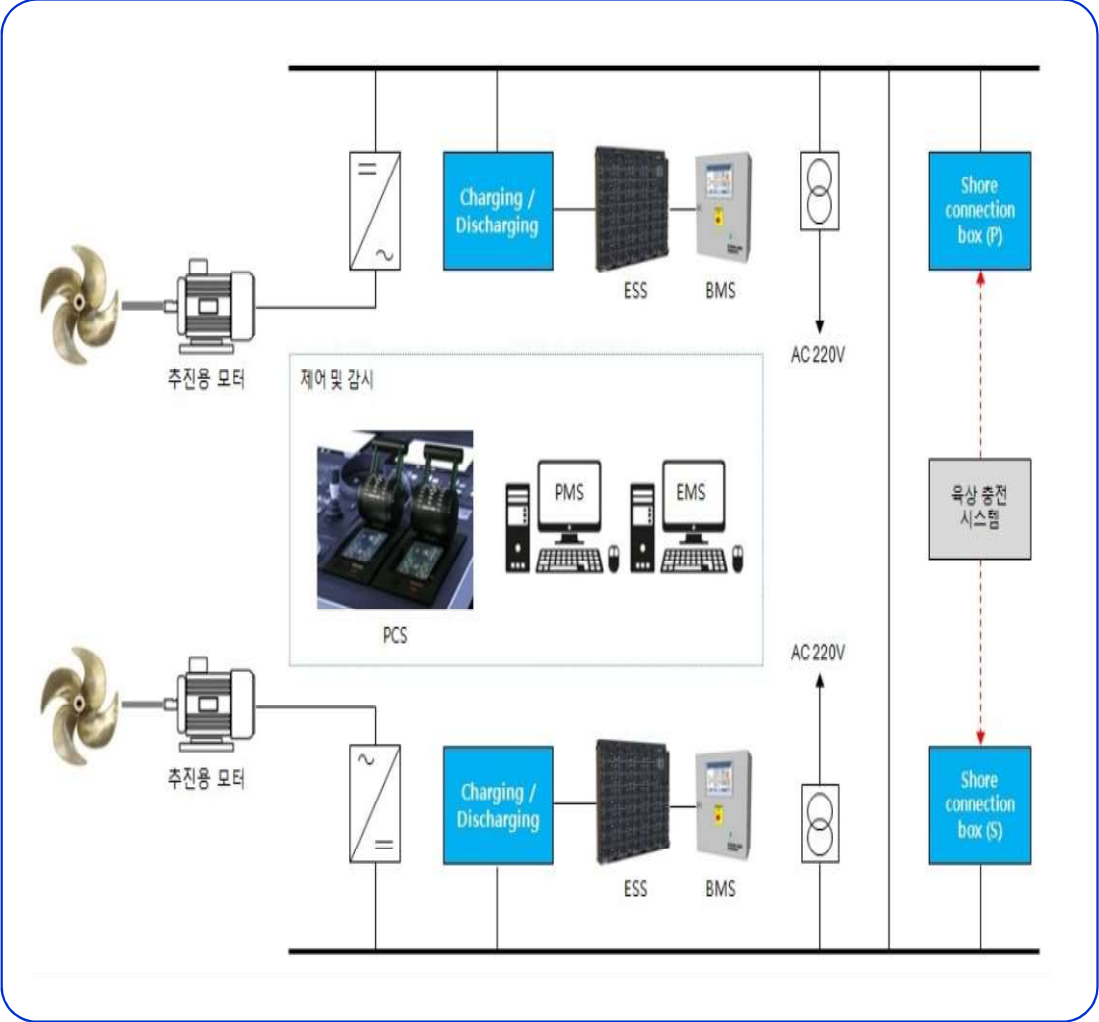 Charging /
Discharging
Shore
connection
box (P)
ESS
BMS
AC 220V
추진용 모터
제어 및 감시
PMS
EMS
육상 충전
시스템
PCS
AC 220V
추진용 모터
Charging /
Discharging
Shore
connection
box (S)
ESS
BMS